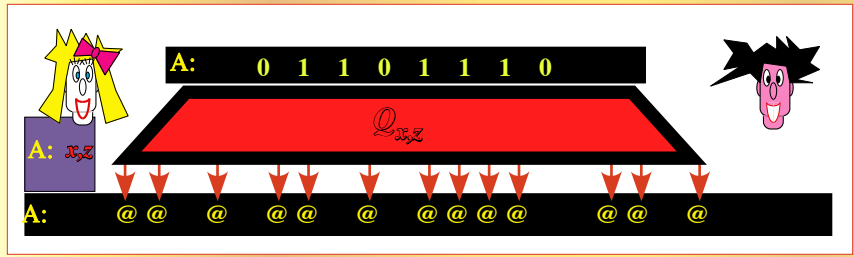 A: 0 1 1 0 1 1 1 0
Qx,z
A: x,z
A: @ @ @ @ @ @ @ @ @ @ @ @ @